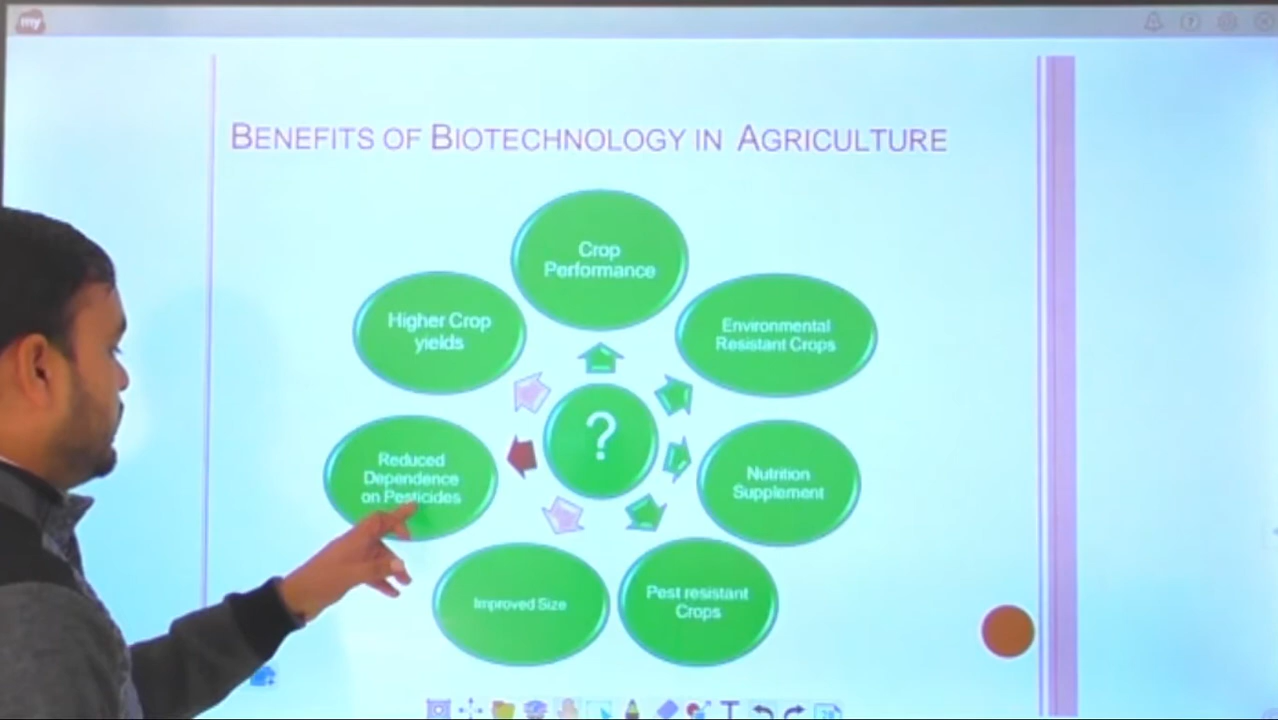 my
BENEFITS OF BIOTECHNOLOGY IN AGRICULTURE
Crop
Performance
Environmental
Resistant Crops
Nutrition
Supplement
Pest resistant
Crops
Improved Size
Reduced
Dependence
on Pesticides
Higher Crop
yields
?
?
T